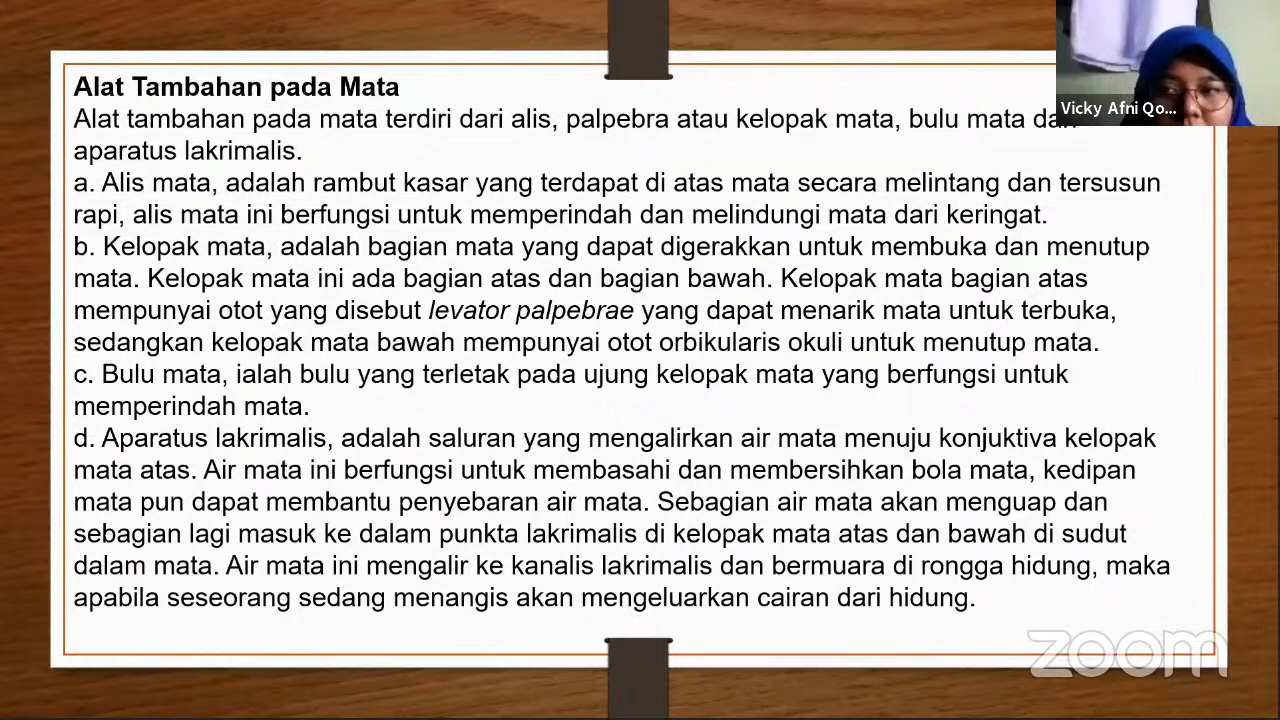 Alat Tambahan pada Mata
Alat tambahan pada mata terdiri dari alis, palpebra atau kelopak mata, bulu mata dan
aparatus lakrimalis.
a. Alis mata, adalah rambut kasar yang terdapat di atas mata secara melintang dan tersusun
rapi, alis mata ini berfungsi untuk memperindah dan melindungi mata dari keringat.
b. Kelopak mata, adalah bagian mata yang dapat digerakkan untuk membuka dan menutup
mata. Kelopak mata ini ada bagian atas dan bagian bawah. Kelopak mata bagian atas
mempunyai otot yang disebut levator palpebrae yang dapat menarik mata untuk terbuka,
sedangkan kelopak mata bawah mempunyai otot orbikularis okuli untuk menutup mata.
c. Bulu mata, ialah bulu yang terletak pada ujung kelopak mata yang berfungsi untuk
memperindah mata.
d. Aparatus lakrimalis, adalah saluran yang mengalirkan air mata menuju konjuktiva kelopak
mata atas. Air mata ini berfungsi untuk membasahi dan membersihkan bola mata, kedipan
mata pun dapat membantu penyebaran air mata. Sebagian air mata akan menguap dan
sebagian lagi masuk ke dalam punkta lakrimalis di kelopak mata atas dan bawah di sudut
dalam mata. Air mata ini mengalir ke kanalis lakrimalis dan bermuara di rongga hidung, maka
apabila seseorang sedang menangis akan mengeluarkan cairan dari hidung.
Vicky Afni Qo...
zoom